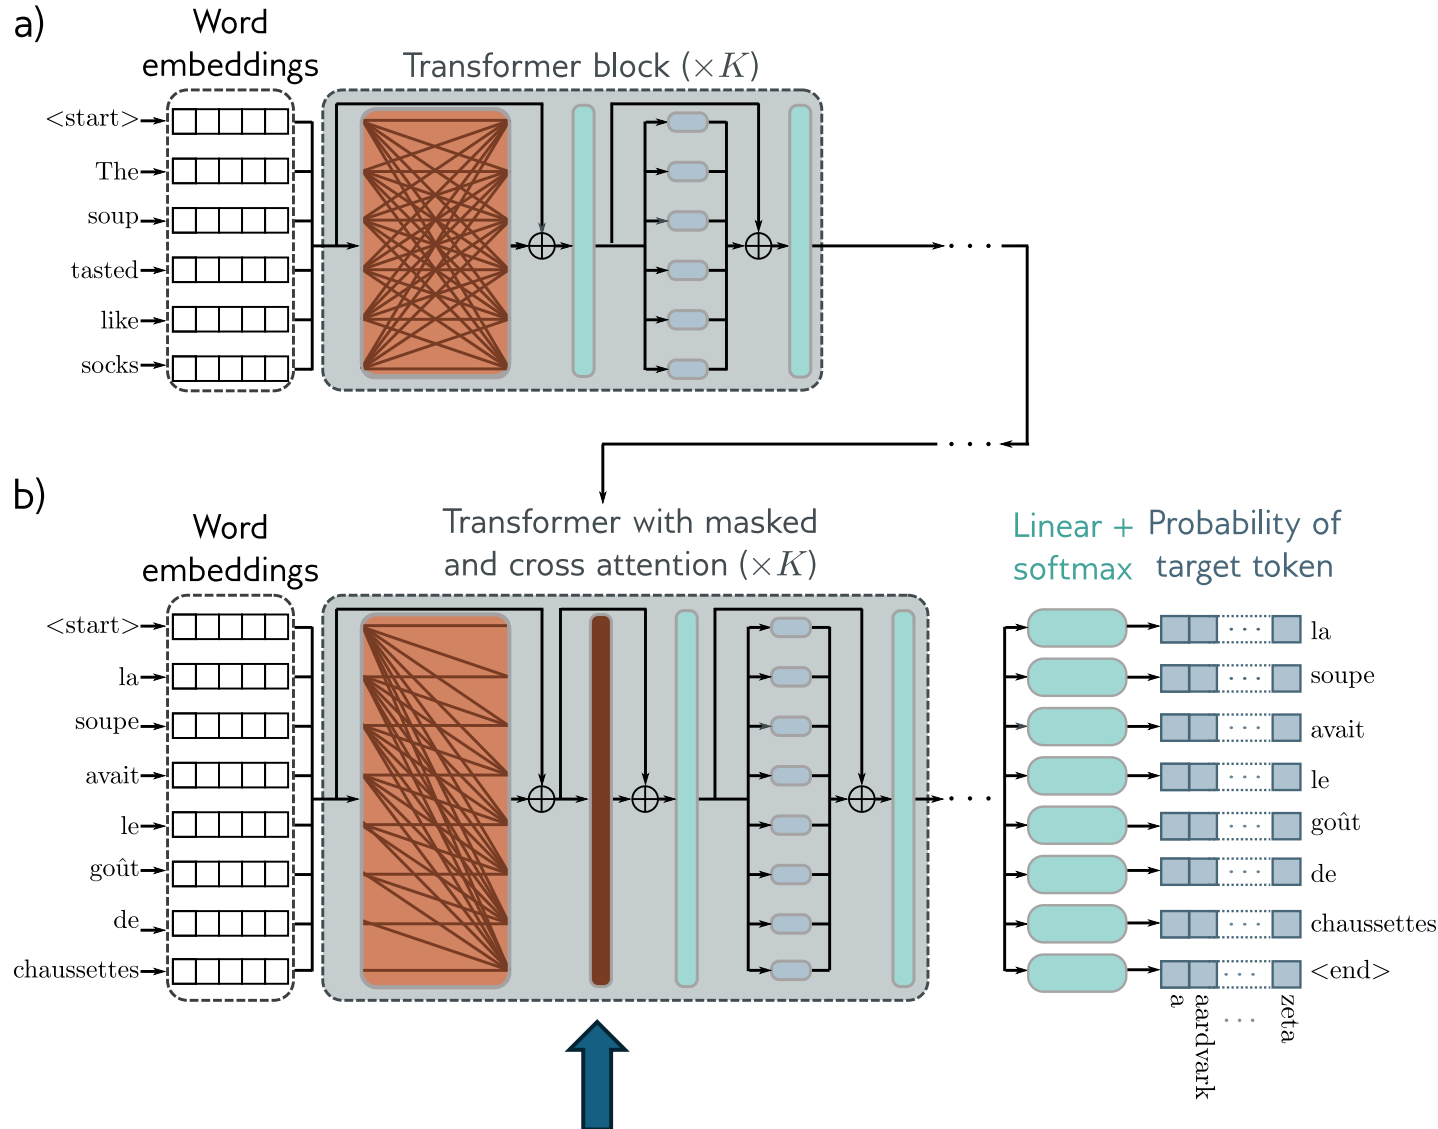 a)
Word
embeddings
Transformer block (×K)
<start>
The
soup
tasted
like
socks
. . .
. . .
b)
Word
embeddings
Transformer with masked
and cross attention (×K)
Linear +
softmax
Probability of
target token
<start>
la
soupe
avait
le
goût
de
chaussettes
. . .
. . .
la
. . .
soupe
. . .
avait
. . .
le
. . .
goût
. . .
de
. . .
chaussettes
. . .
<end>
a
aardvark
. . .
zeta